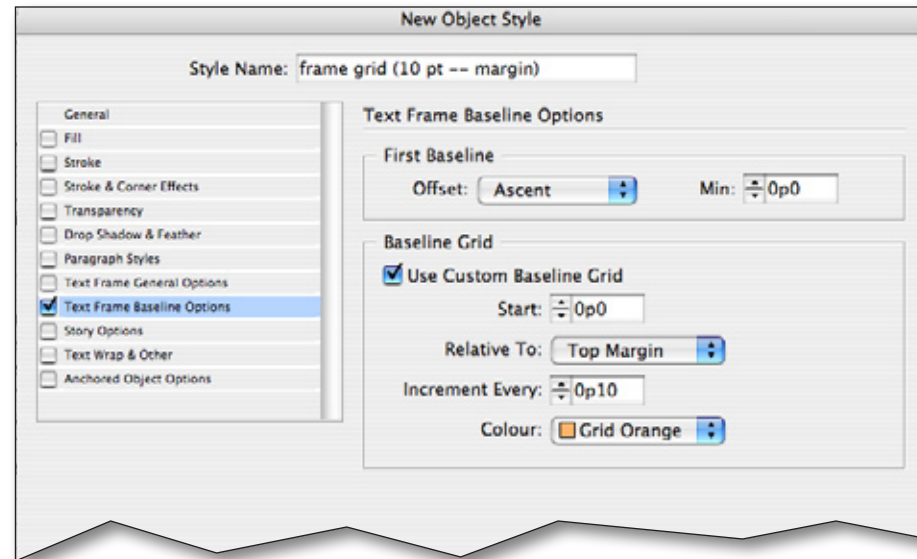 New Object Style
Style Name: frame grid (10 pt -- margin)
General
Fill
Stroke
Stroke & Corner Effects
Transparency
Drop Shadow & Feather
Paragraph Styles
Text Frame General Options
Text Frame Baseline Options
Story Options
Text Wrap & Other
Anchored Object Options
Text Frame Baseline Options
First Baseline
Offset: Ascent Min: 0p0
Baseline Grid
Use Custom Baseline Grid
Start: 0p0
Relative To: Top Margin
Increment Every: 0p10
Colour: Grid Orange